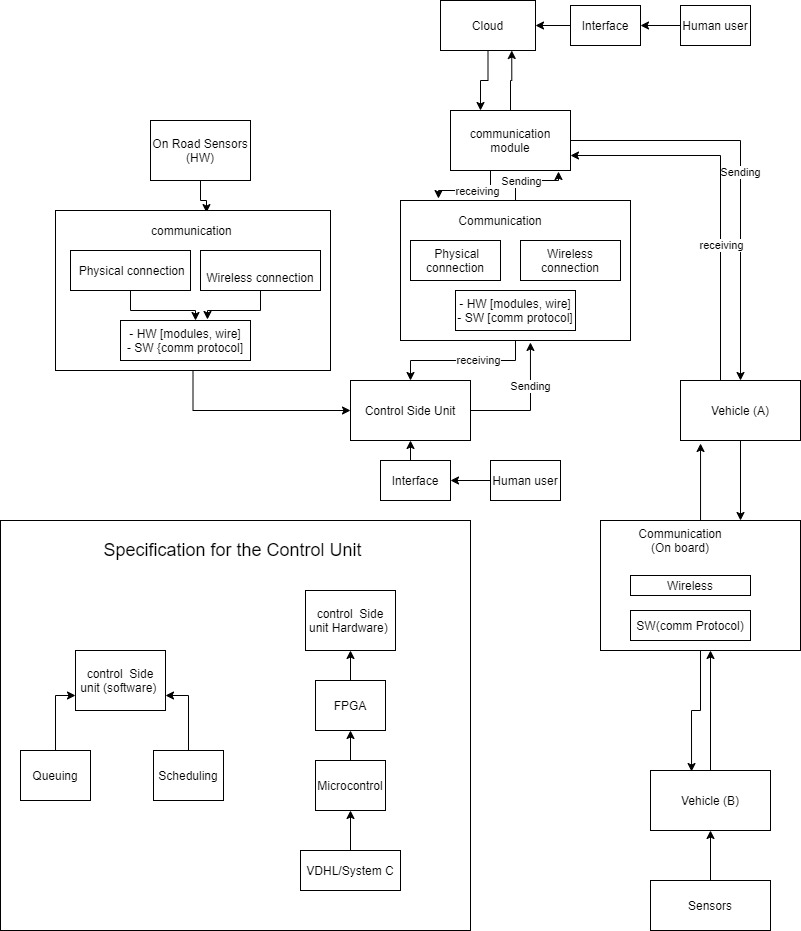 Cloud
Interface
Human user
communication
module
On Road Sensors
(HW)
Sending
receiving
Sending
communication
Physical connection
Wireless connection
- HW [modules, wire]
- SW {comm protocol]
Communication
Physical
connection
Wireless
connection
- HW [modules, wire]
- SW [comm protocol]
receiving
receiving
Sending
Control Side Unit
Vehicle (A)
Interface
Human user
Specification for the Control Unit
control  Side
unit Hardware)
control  Side
unit (software)
FPGA
Queuing
Scheduling
Microcontrol
VDHL/System C
Communication
(On board)
Wireless
SW(comm Protocol)
Vehicle (B)
Sensors